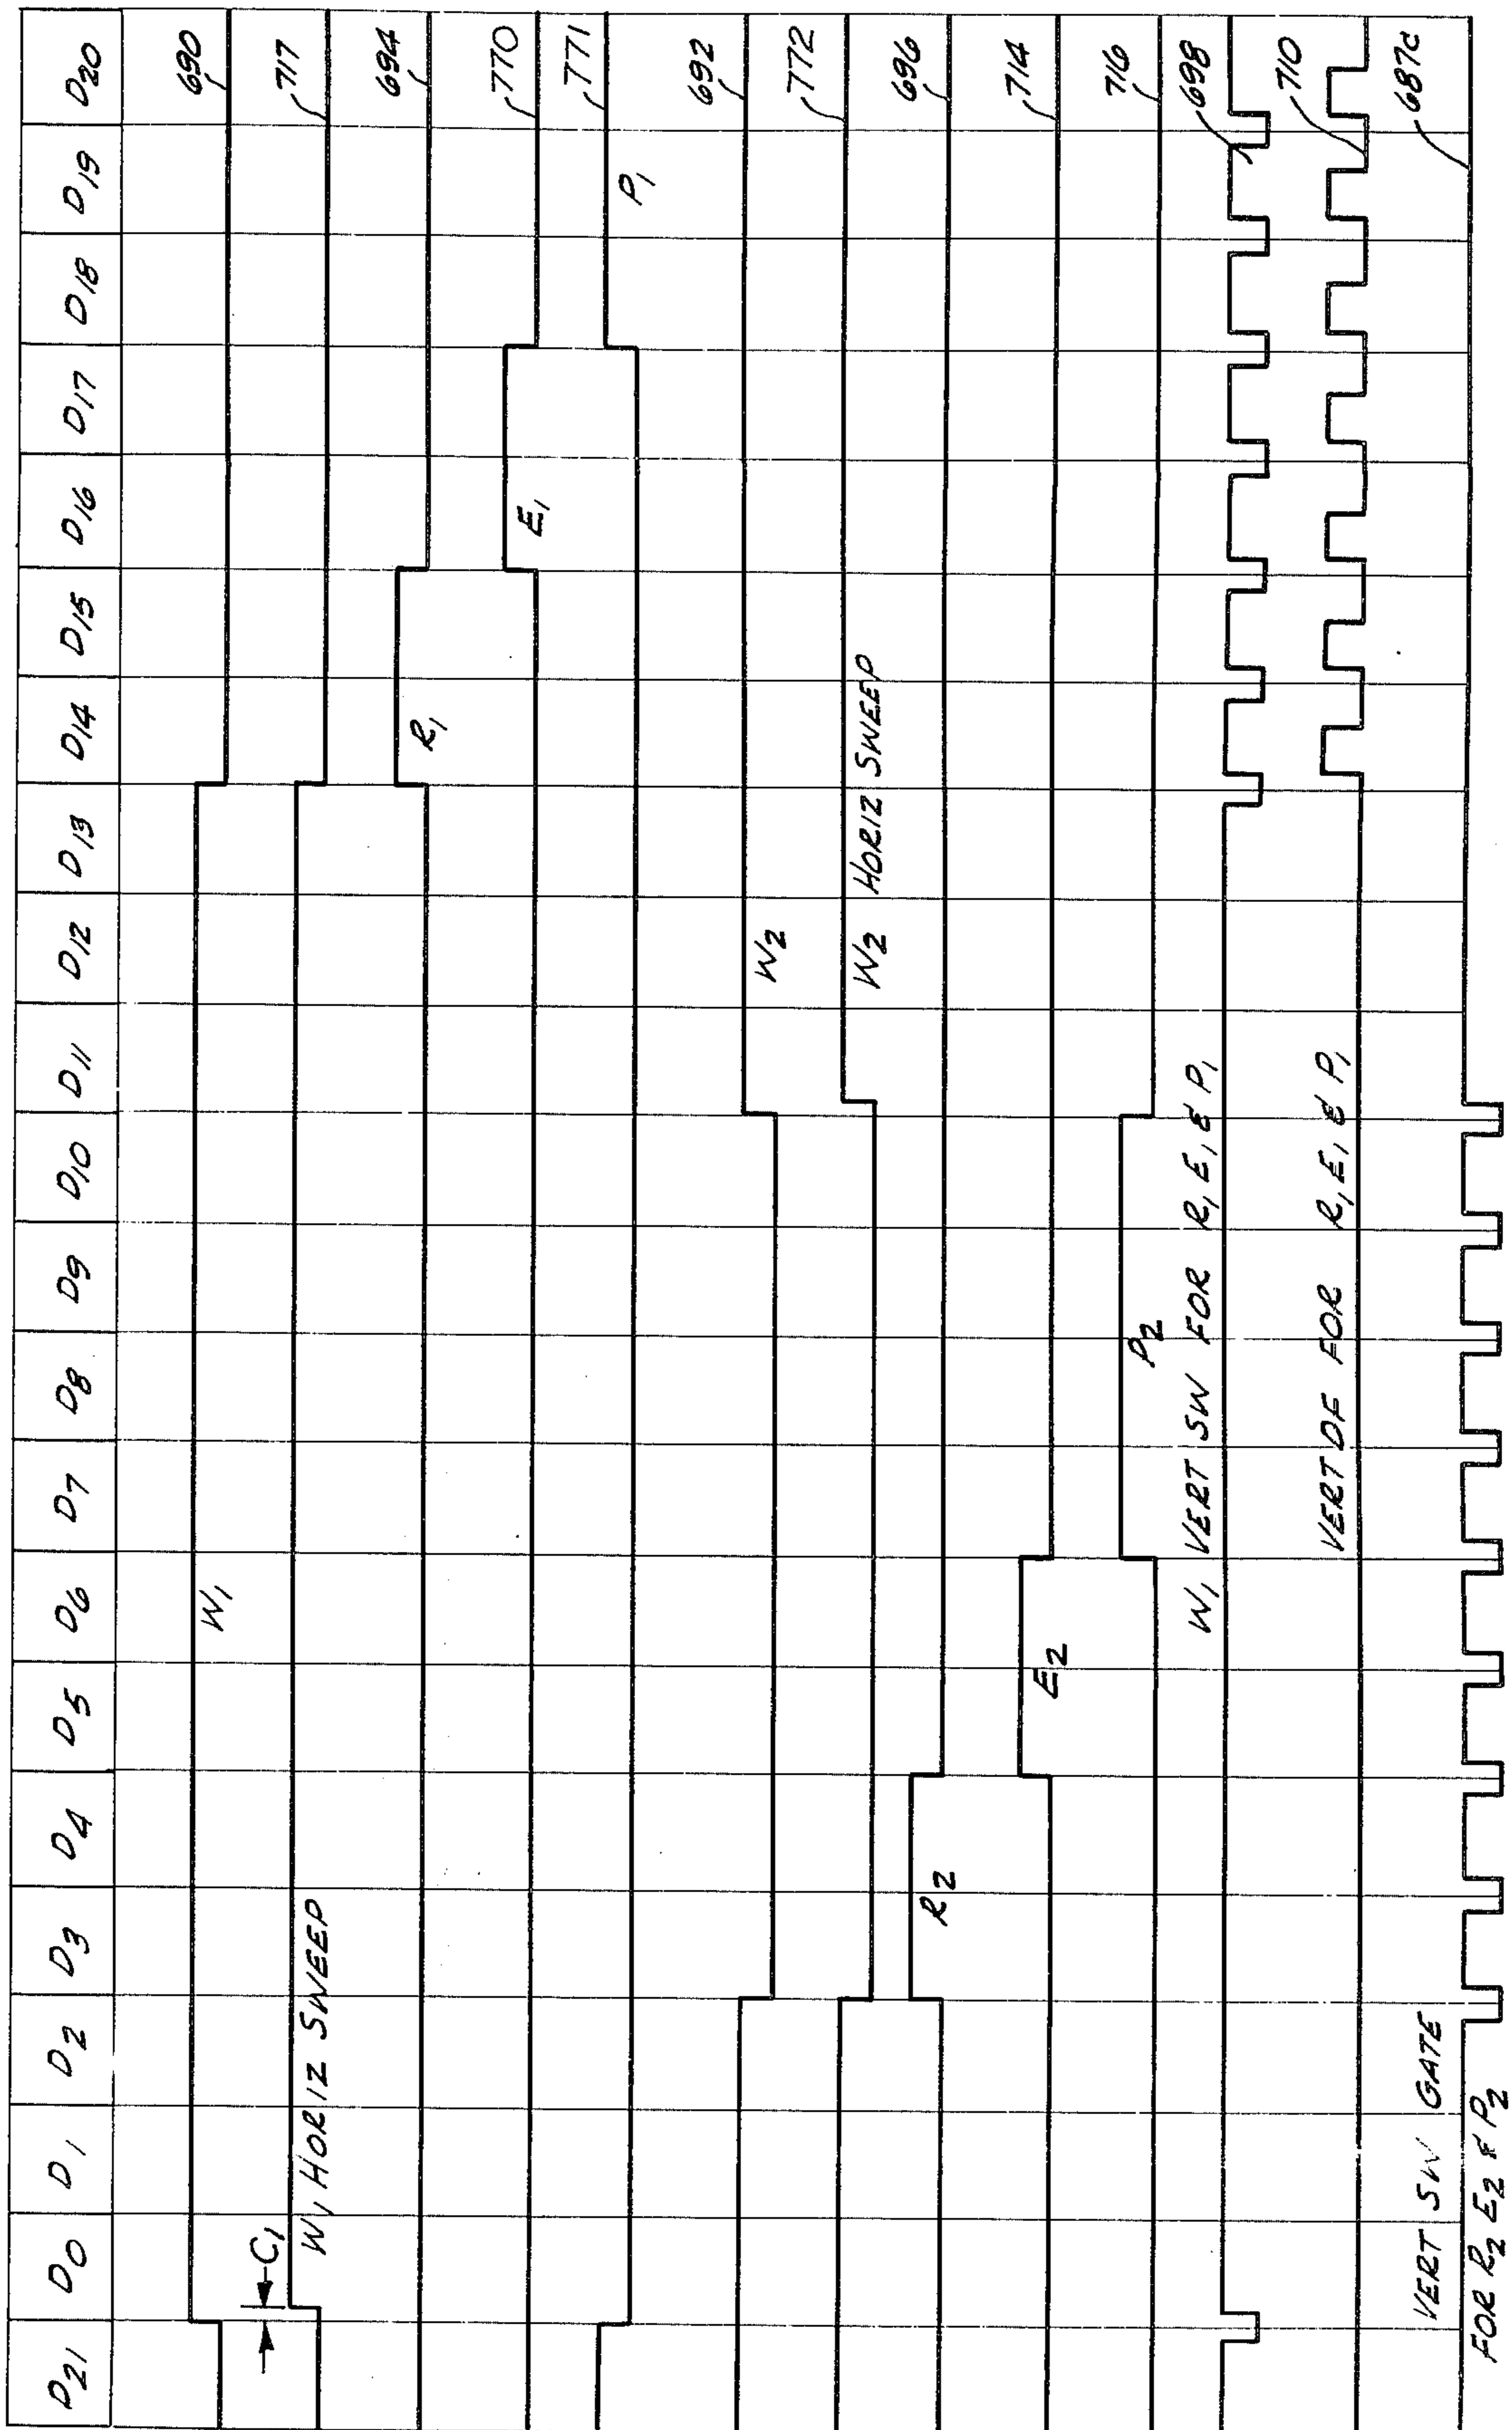 D21 D0 D1 D2 D3 D4 D5 D6 D7 D8 D9 D10 D11 D12 D13 D14 D15 D16 D17 D18 D19 D20
W1
690
C1
W1 HORIZ SWEEP
717
R1
694
E1
770
P1
771
W2
692
W2 HORIZ SWEEP
772
R2
696
E2
714
P2
716
W1 VERT SW FOR R1 E1 & P1
698
VERT DF FOR R1 E1 & P1
710
VERT SW GATE
FOR R2 E2 & P2
687c